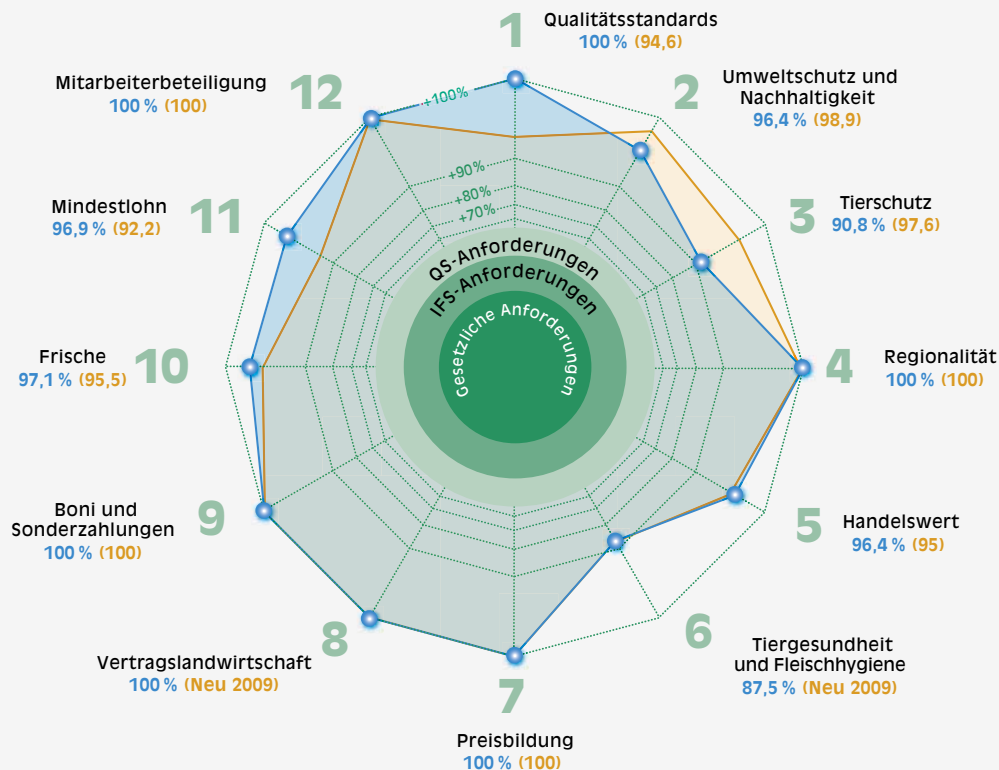 1
Qualitätsstandards
100 % (94,6)
2
Umweltschutz und
Nachhaltigkeit
96,4 % (98,9)
3
Tierschutz
90,8 % (97,6)
4
Regionalität
100 % (100)
5
Handelswert
96,4 % (95)
6
Tiergesundheit
und Fleischhygiene
87,5 % (Neu 2009)
7
Preisbildung
100 % (100)
8
Vertragslandwirtschaft
100 % (Neu 2009)
9
Boni und
Sonderzahlungen
100 % (100)
10
Frische
97,1 % (95,5)
11
Mindestlohn
96,9 % (92,2)
12
Mitarbeiterbeteiligung
100 % (100)
+100%
+90%
+80%
+70%
QS-Anforderungen
IFS-Anforderungen
Gesetzliche Anforderungen